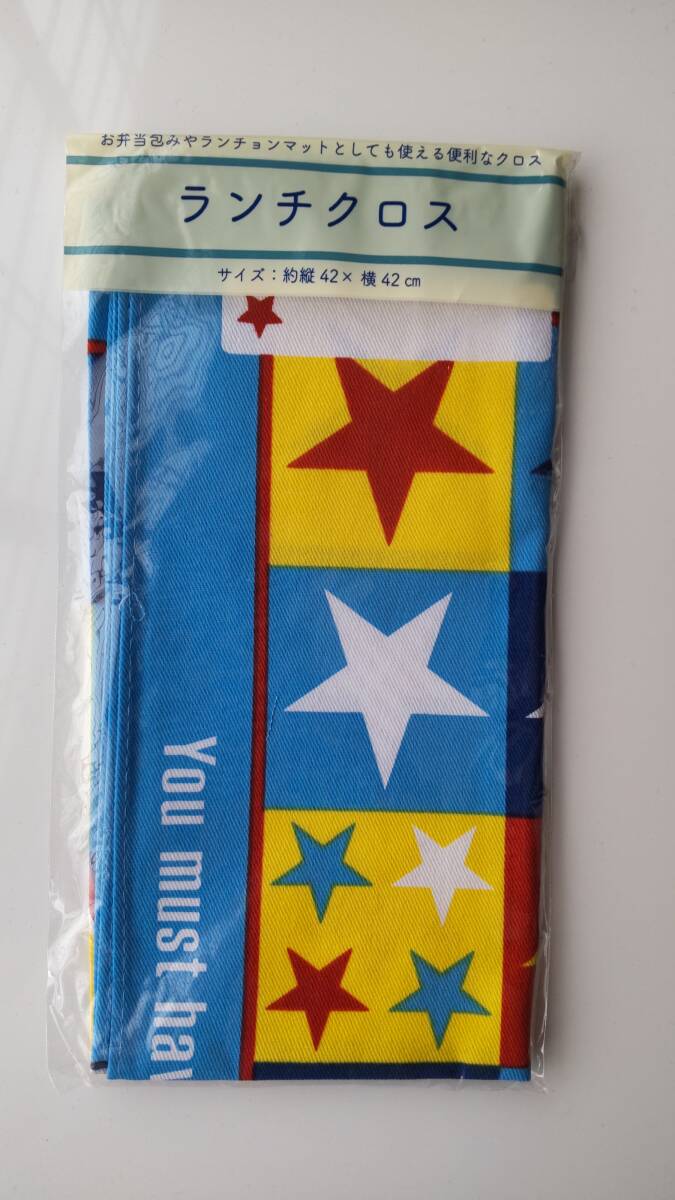 お弁当包みやランチョンマットとしても使える便利なクロス
ランチクロス
サイズ：約縦42×横42cm
You must hav